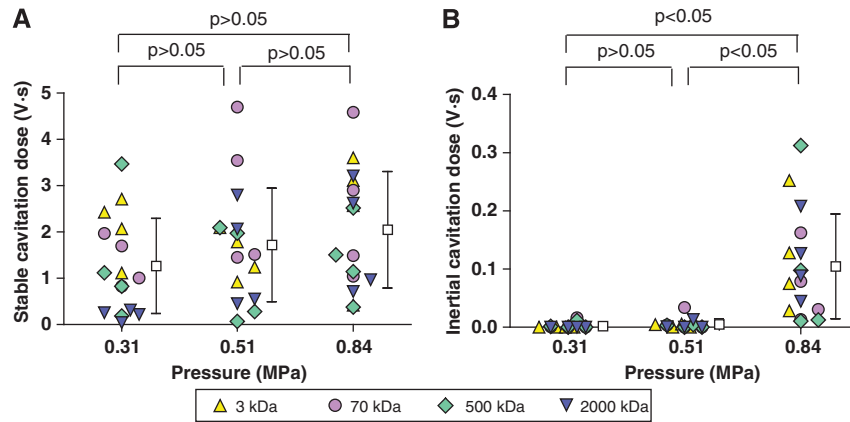 A
p>0.05
p>0.05 p>0.05
Stable cavitation dose (V·s)
5
4
3
2
1
0
0.31 0.51 0.84
Pressure (MPa)
B
p<0.05
p>0.05 p<0.05
Inertial cavitation dose (V·s)
0.4
0.3
0.2
0.1
0.0
0.31 0.51 0.84
Pressure (MPa)
3 kDa 70 kDa 500 kDa 2000 kDa